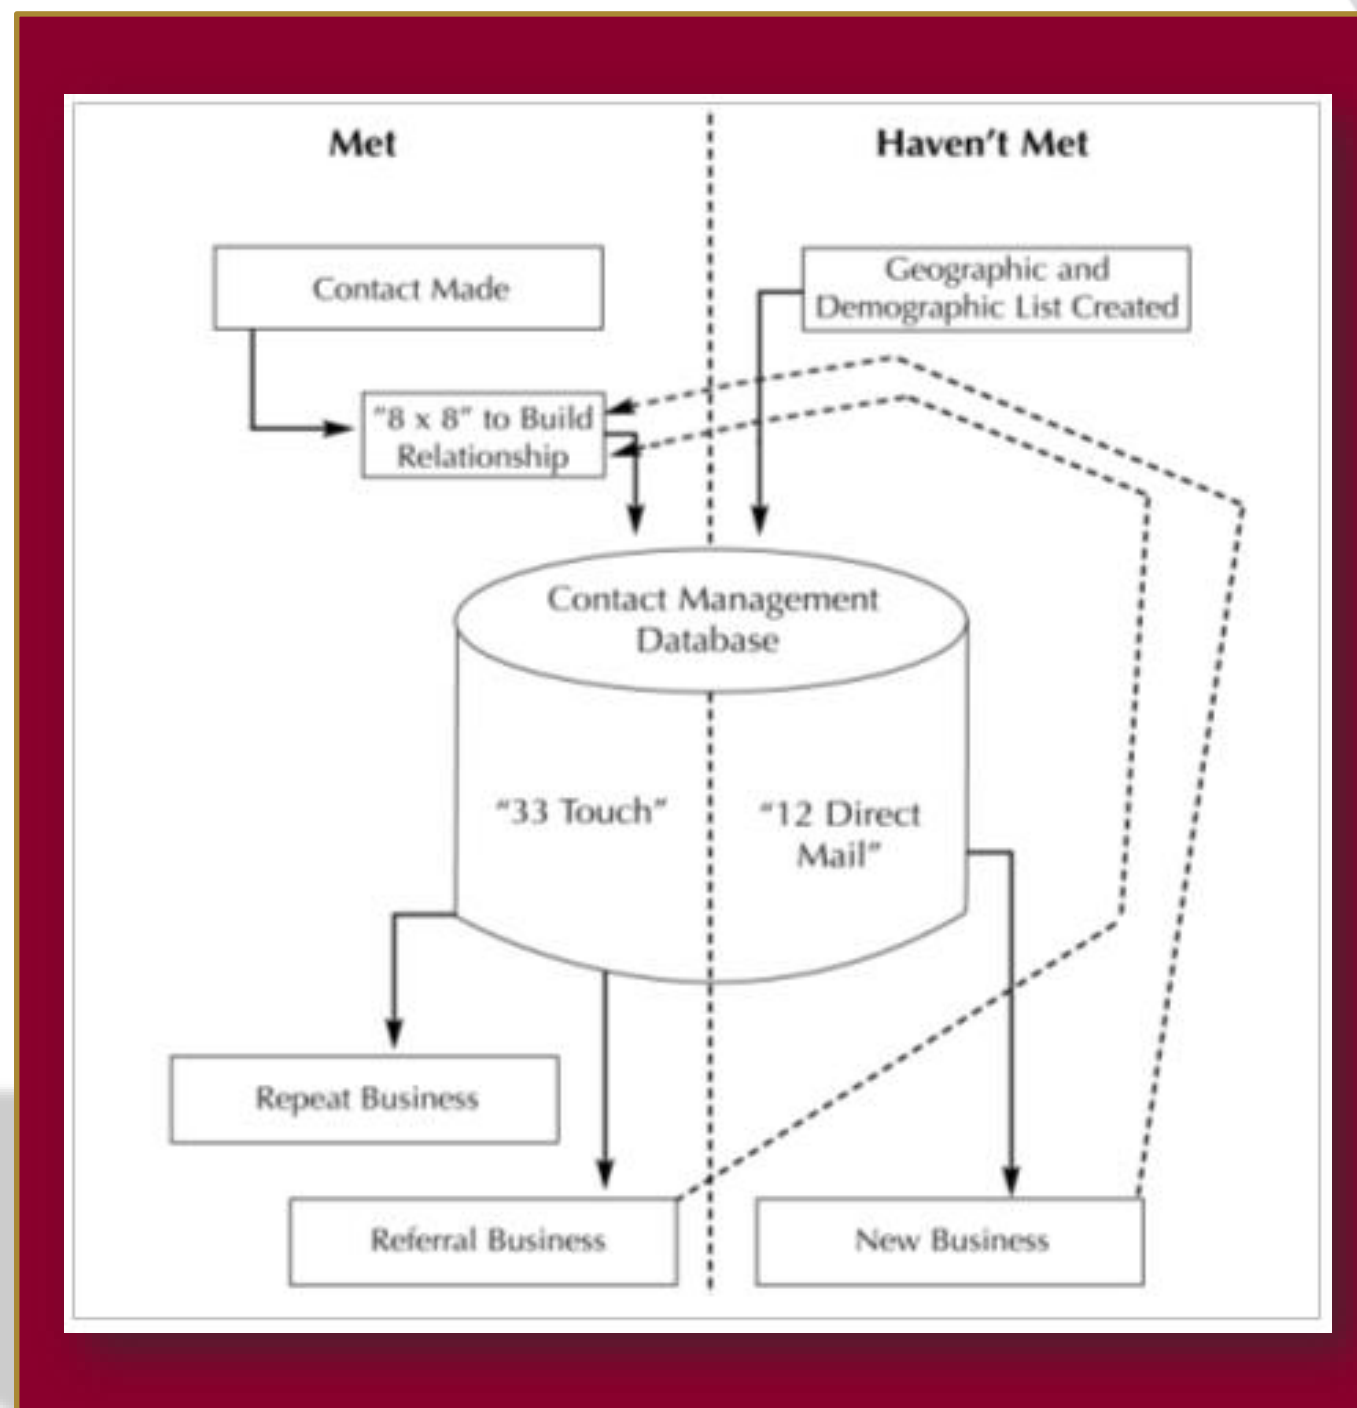 Met
Haven't Met
Contact Made
Geographic and
Demographic List Created
"8 x 8" to Build
Relationship
Contact Management
Database
"33 Touch"
"12 Direct
Mail"
Repeat Business
Referral Business
New Business